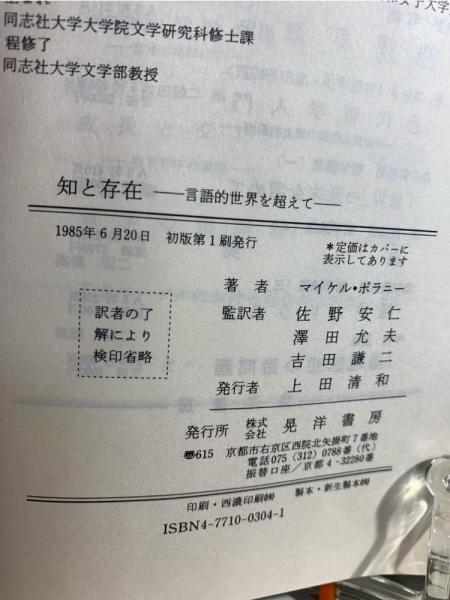 同志社大学大学院文学研究科修士課
程修了
同志社大学文学部教授
知と存在 ——言語的世界を超えて——
1985年6月20日 初版第1刷発行
*定価はカバーに
表示してあります
著者 マイケル・ポラニー
訳者の了
解により
検印省略
監訳者 佐野安仁
澤田允夫
吉田謙二
発行者 上田清和
発行所 株式会社 晃洋書房
〠615 京都市右京区西院北矢掛町7番地
電話075(312)0788番(代)
振替口座/京都4-32280番
印刷・西濃印刷㈱ 製本・新生製本㈱
ISBN4-7710-0304-1